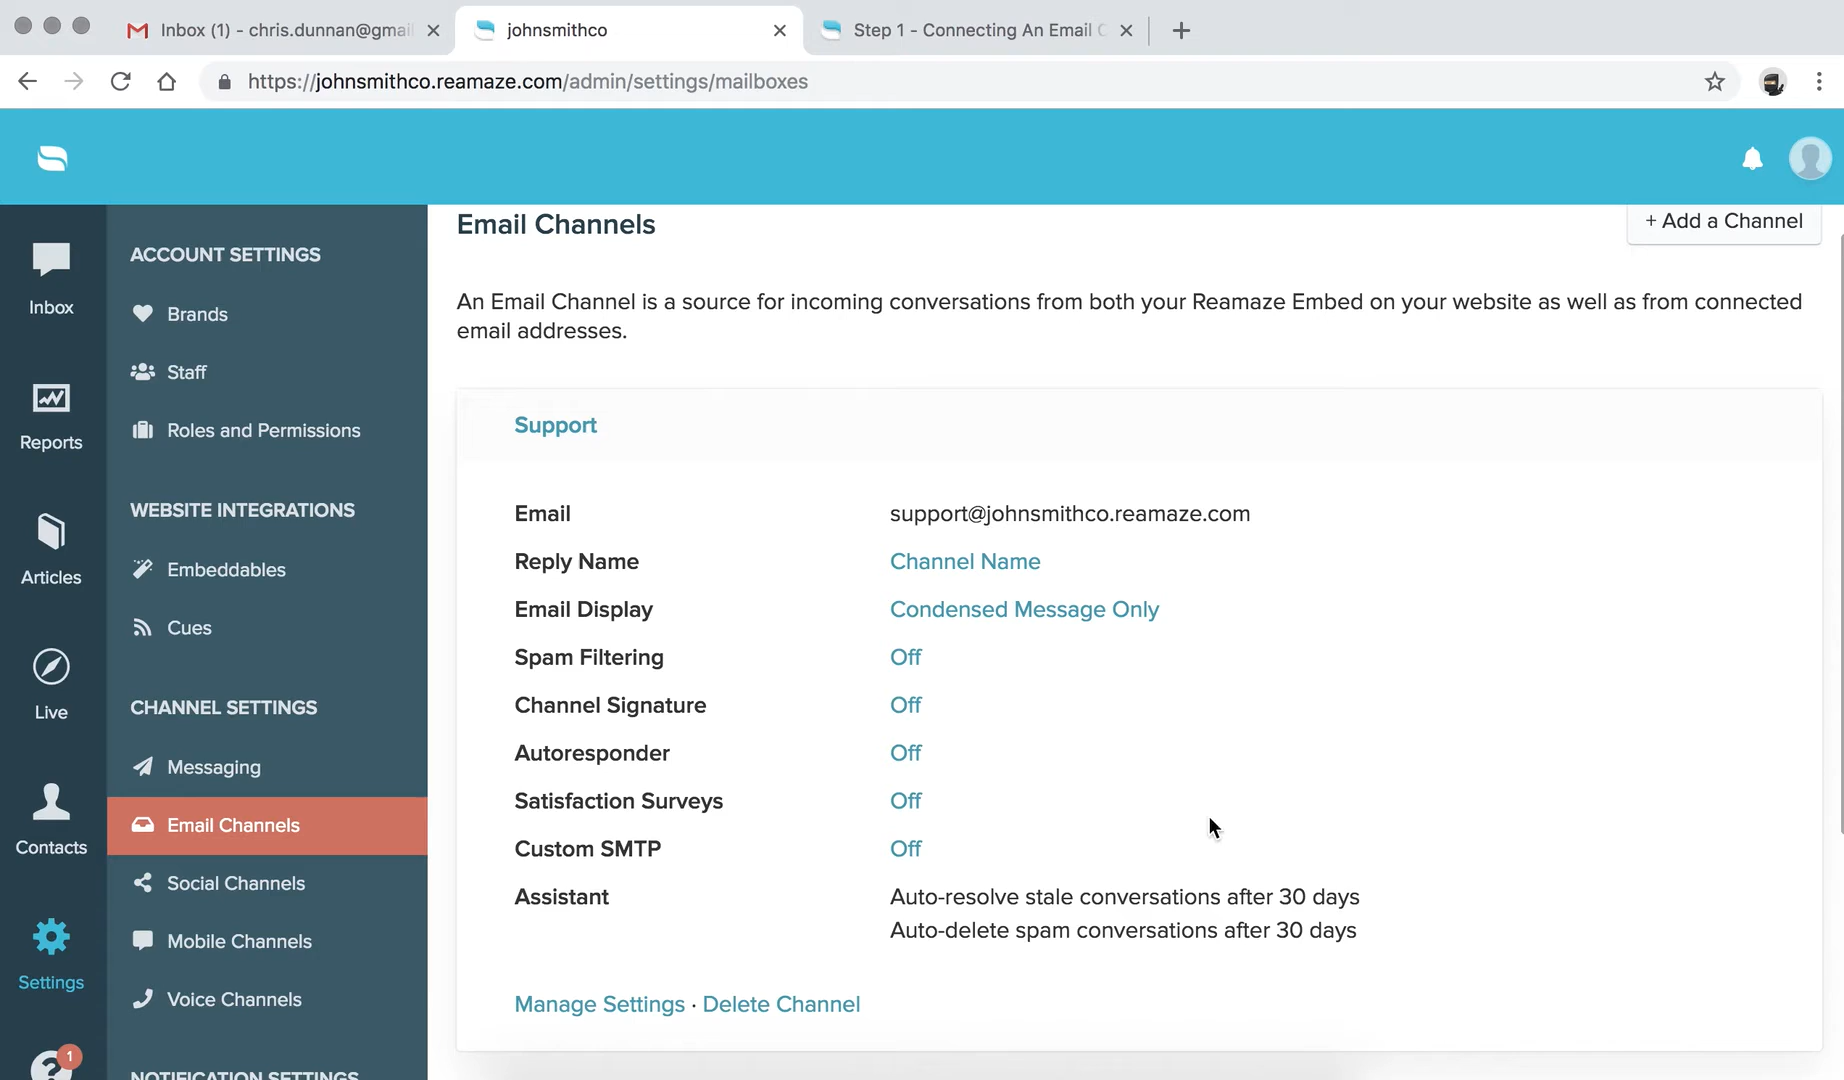 Inbox (1) - chris.dunnan@gmail
johnsmithco
Step 1 - Connecting An Email C
https://johnsmithco.reamaze.com/admin/settings/mailboxes
Inbox
Reports
Articles
Live
Contacts
Settings
1
ACCOUNT SETTINGS
Brands
Staff
Roles and Permissions
WEBSITE INTEGRATIONS
Embeddables
Cues
CHANNEL SETTINGS
Messaging
Email Channels
Social Channels
Mobile Channels
Voice Channels
NOTIFICATION SETTINGS
Email Channels
+ Add a Channel
An Email Channel is a source for incoming conversations from both your Reamaze Embed on your website as well as from connected
email addresses.
Support
Email support@johnsmithco.reamaze.com
Reply Name Channel Name
Email Display Condensed Message Only
Spam Filtering Off
Channel Signature Off
Autoresponder Off
Satisfaction Surveys Off
Custom SMTP Off
Assistant Auto-resolve stale conversations after 30 days
Auto-delete spam conversations after 30 days
Manage Settings · Delete Channel